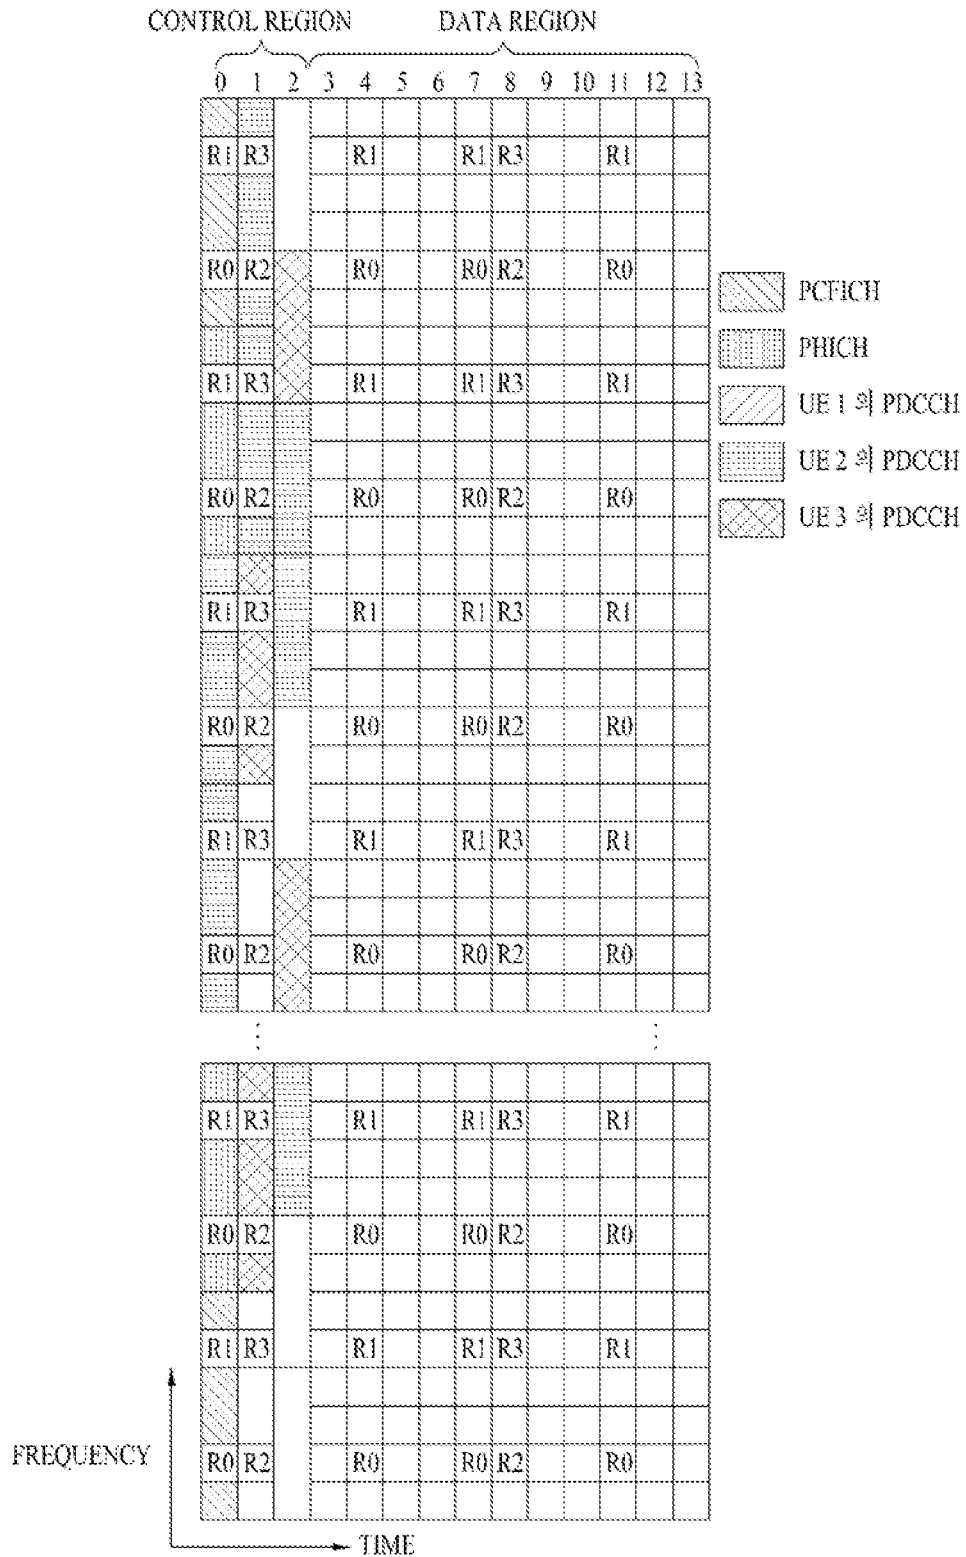 CONTROL REGION DATA REGION
0 1 2 3 4 5 6 7 8 9 10 11 12 13
R1 R3 R1 R1 R3 R1
R0 R2 R0 R0 R2 R0
PCFICH
PHICH
R1 R3 R1 R1 R3 R1
UE 1 의 PDCCH
UE 2 의 PDCCH
R0 R2 R0 R0 R2 R0
UE 3 의 PDCCH
R1 R3 R1 R1 R3 R1
R0 R2 R0 R0 R2 R0
R1 R3 R1 R1 R3 R1
R0 R2 R0 R0 R2 R0
R1 R3 R1 R1 R3 R1
R0 R2 R0 R0 R2 R0
R1 R3 R1 R1 R3 R1
FREQUENCY
R0 R2 R0 R0 R2 R0
TIME